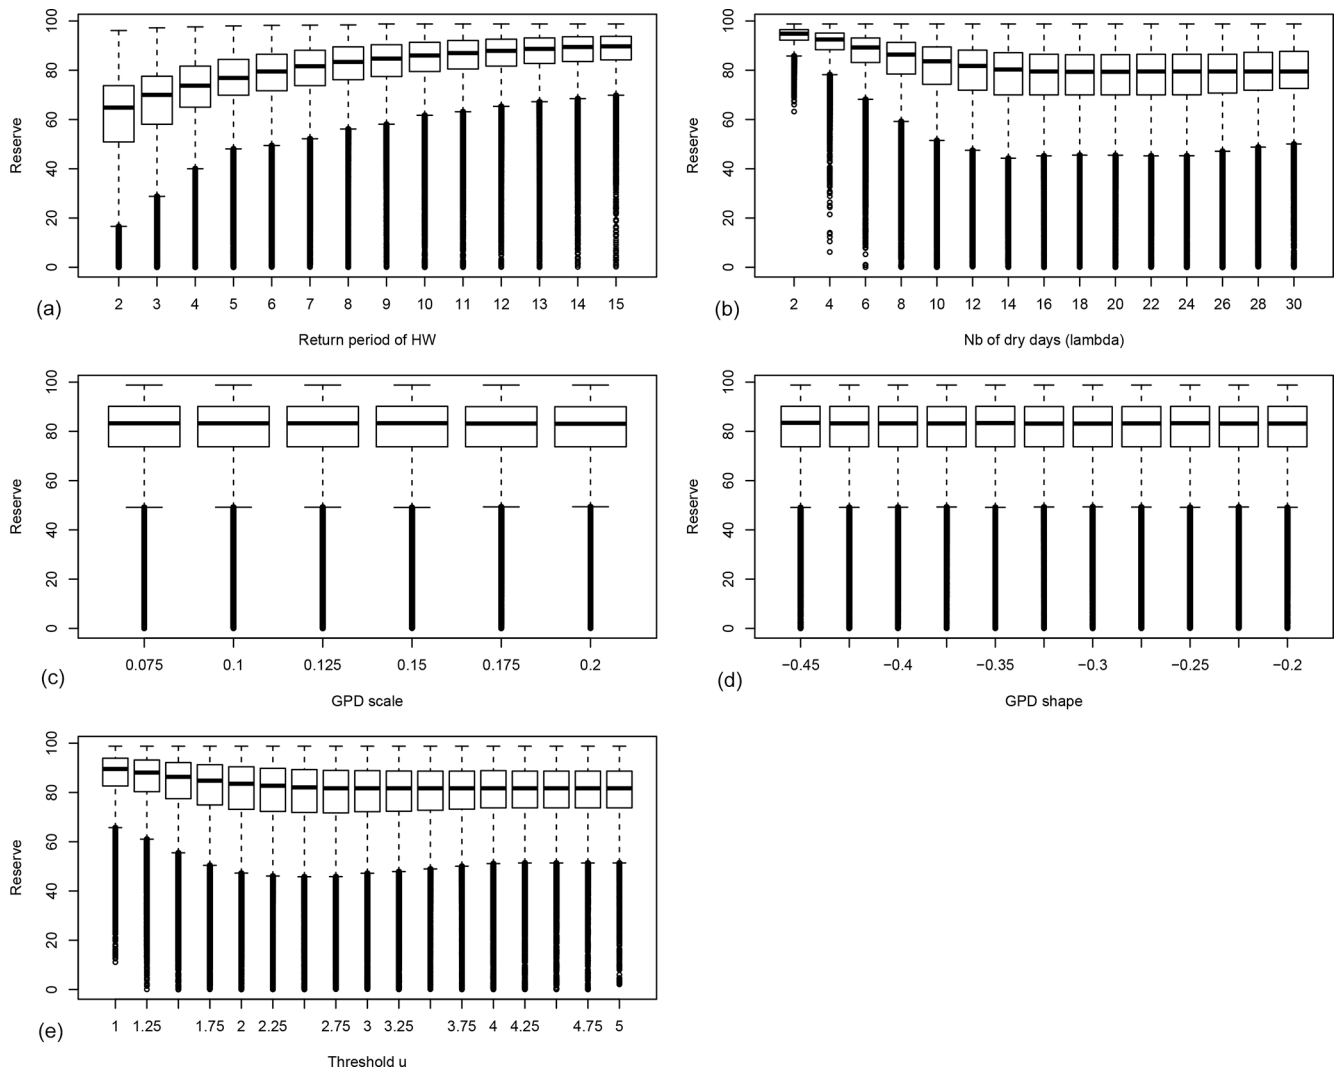 Reserve
0 20 40 60 80 100
2 3 4 5 6 7 8 9 10 11 12 13 14 15
(a)
Return period of HW
Reserve
0 20 40 60 80 100
2 4 6 8 10 12 14 16 18 20 22 24 26 28 30
(b)
Nb of dry days (lambda)
Reserve
0 20 40 60 80 100
0.075 0.1 0.125 0.15 0.175 0.2
(c)
GPD scale
Reserve
0 20 40 60 80 100
−0.45 −0.4 −0.35 −0.3 −0.25 −0.2
(d)
GPD shape
Reserve
0 20 40 60 80 100
1 1.25 1.75 2 2.25 2.75 3 3.25 3.75 4 4.25 4.75 5
(e)
Threshold u